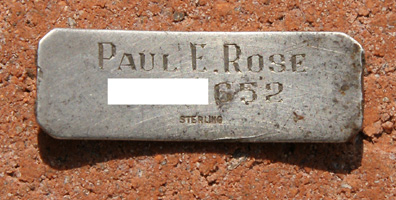 PAUL E. ROSE
652
STERLING